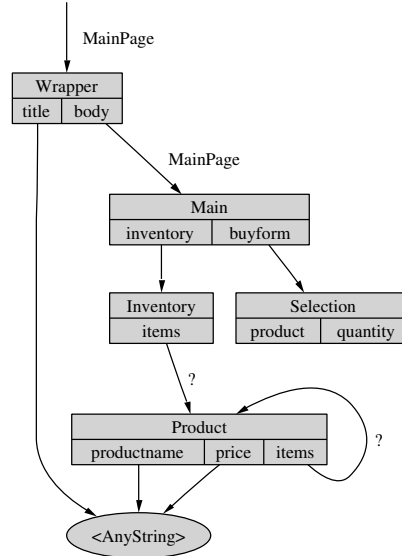 MainPage
Wrapper
title body
MainPage
Main
inventory buyform
Inventory
items
Selection
product quantity
?
Product
productname price items
?
<AnyString>